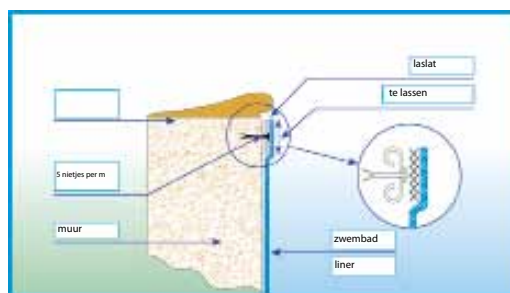 laslat
te lassen
5 nietjes per m
muur
zwembad
liner